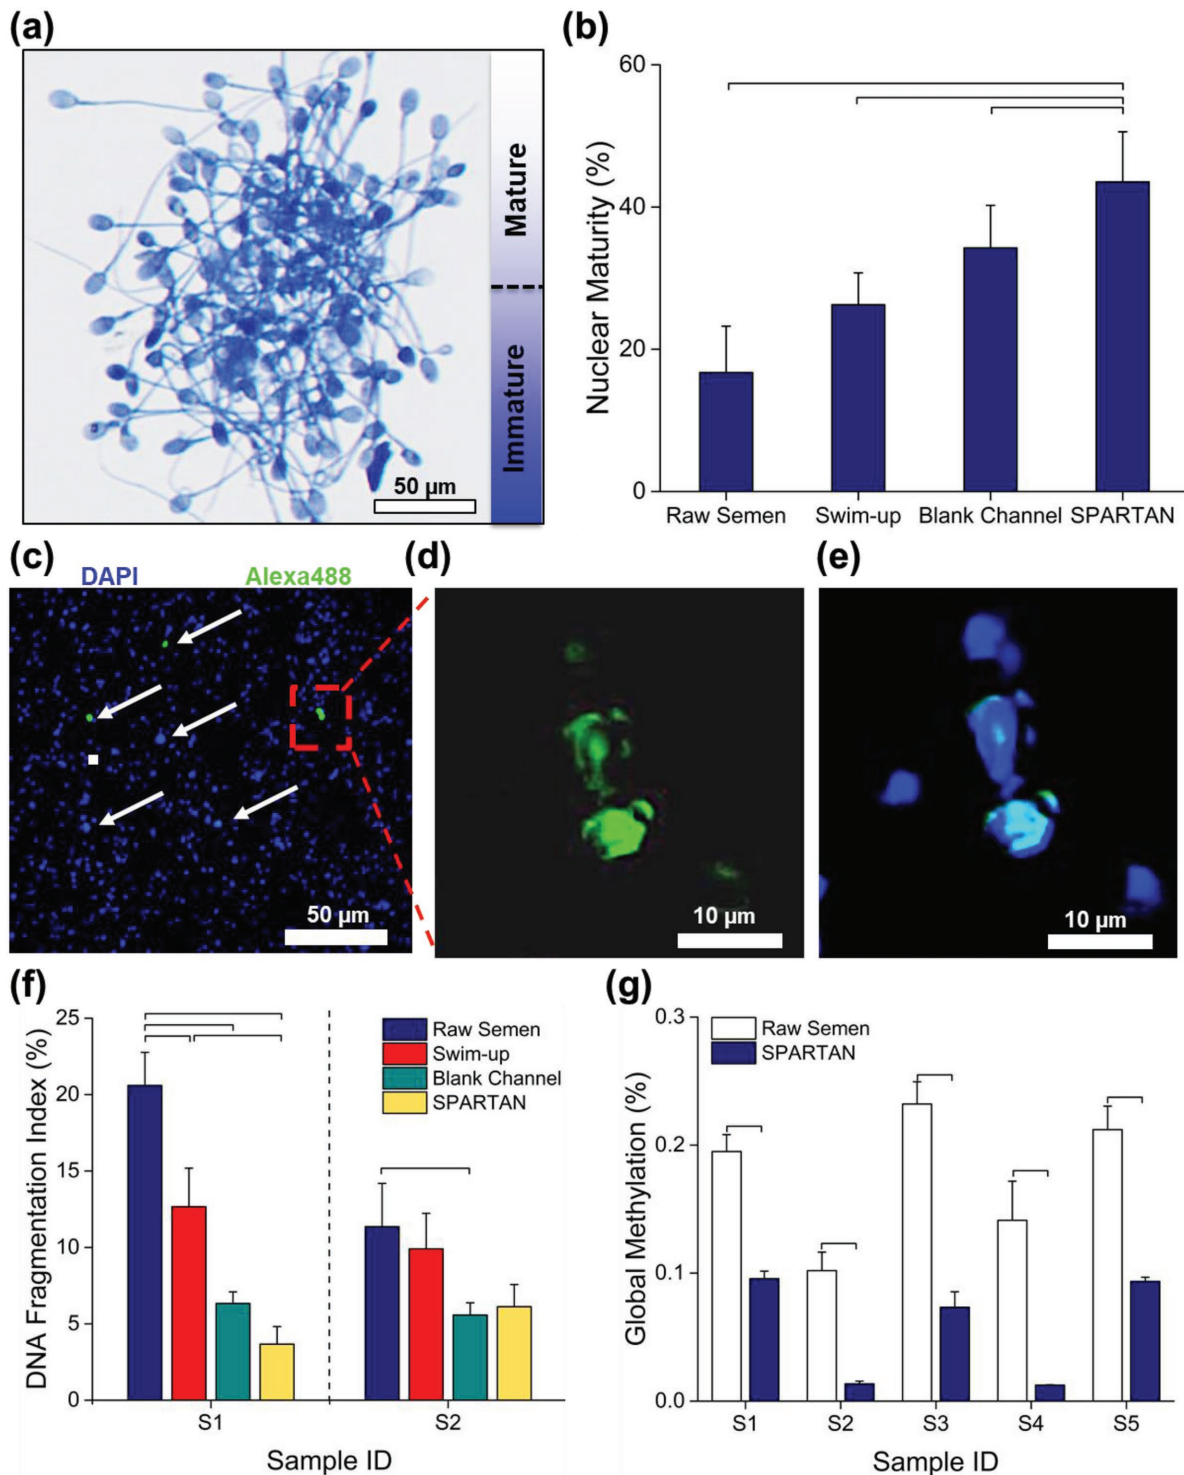 (a)
Mature
Immature
50 μm
(b)
Nuclear Maturity (%)
60
40
20
0
Raw Semen Swim-up Blank Channel SPARTAN
(c)
DAPI Alexa488
50 μm
(d)
10 μm
(e)
10 μm
(f)
DNA Fragmentation Index (%)
25
20
15
10
5
0
Raw Semen
Swim-up
Blank Channel
SPARTAN
S1 S2
Sample ID
(g)
Global Methylation (%)
0.3
0.2
0.1
0.0
Raw Semen
SPARTAN
S1 S2 S3 S4 S5
Sample ID